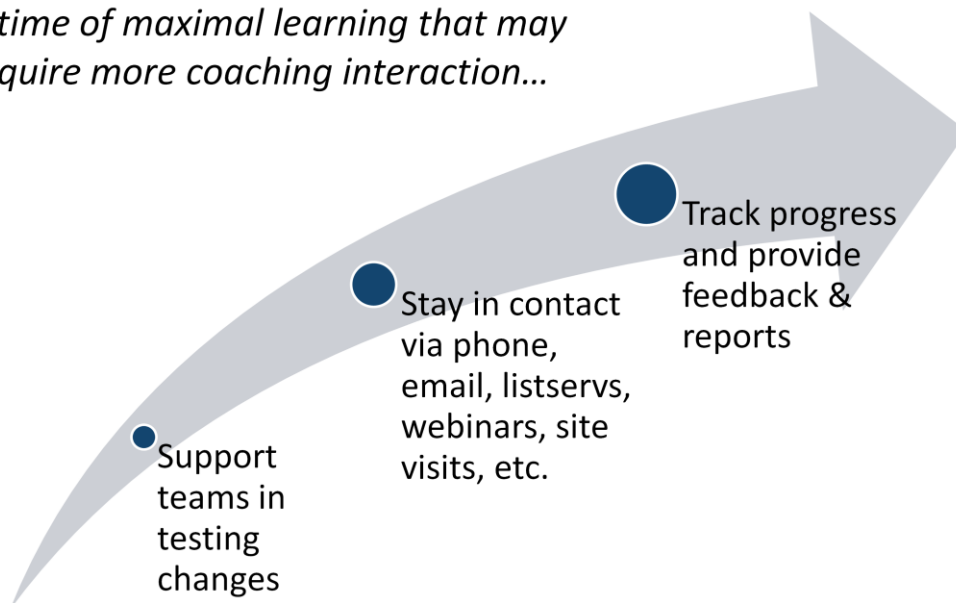 time of maximal learning that may
quire more coaching interaction…
Track progress
and provide
feedback &
reports
Stay in contact
via phone,
email, listservs,
webinars, site
visits, etc.
Support
teams in
testing
changes